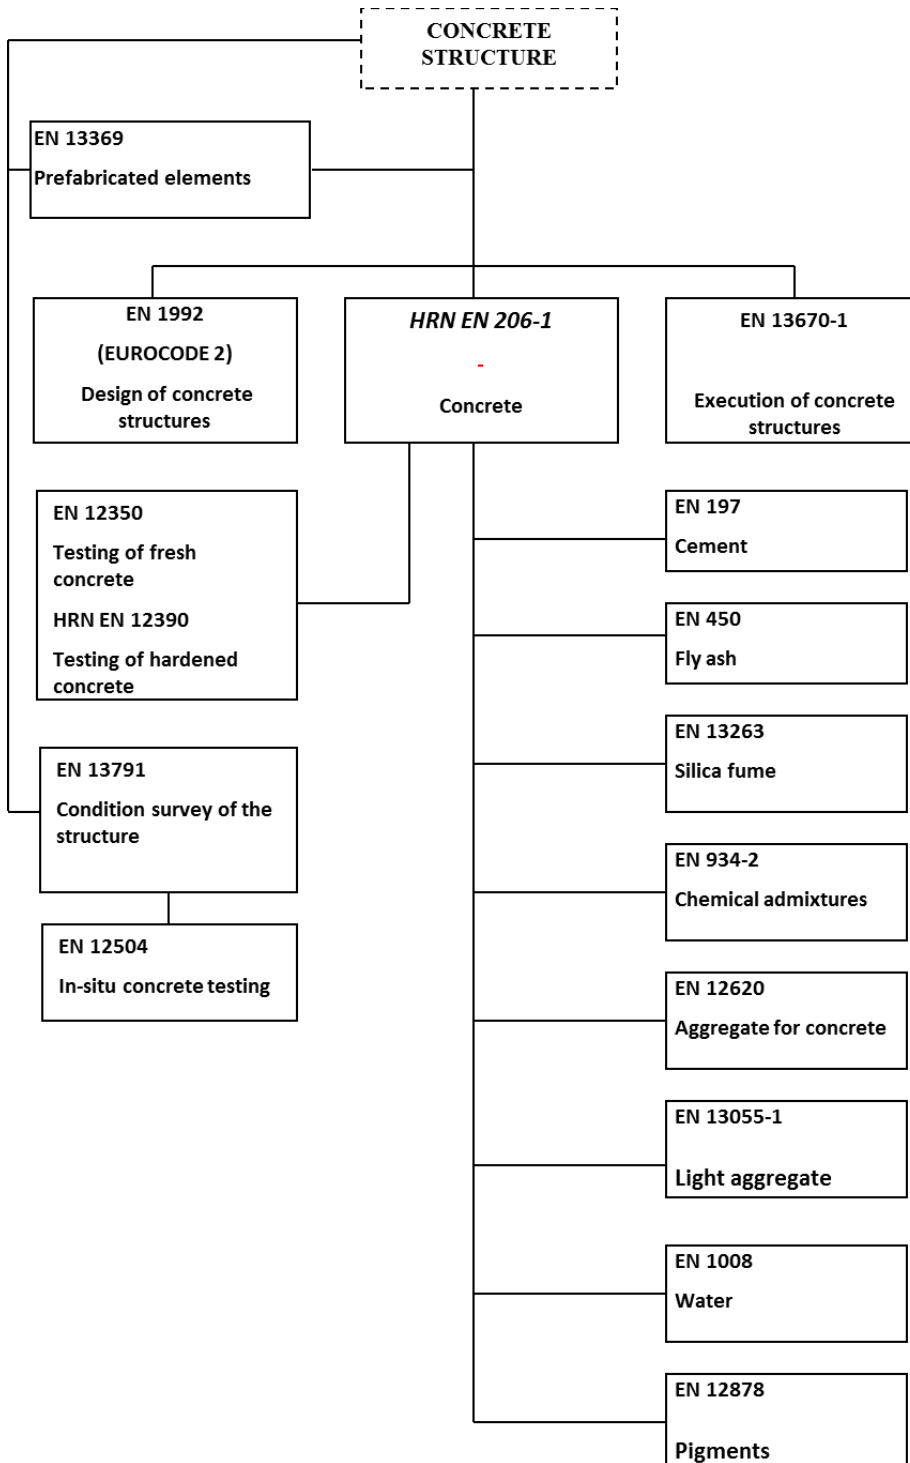 CONCRETE
STRUCTURE
EN 13369
Prefabricated elements
EN 1992
(EUROCODE 2)
Design of concrete
structures
HRN EN 206-1
-
Concrete
EN 13670-1
Execution of concrete
structures
EN 12350
Testing of fresh
concrete
HRN EN 12390
Testing of hardened
concrete
EN 13791
Condition survey of the
structure
EN 12504
In-situ concrete testing
EN 197
Cement
EN 450
Fly ash
EN 13263
Silica fume
EN 934-2
Chemical admixtures
EN 12620
Aggregate for concrete
EN 13055-1
Light aggregate
EN 1008
Water
EN 12878
Pigments